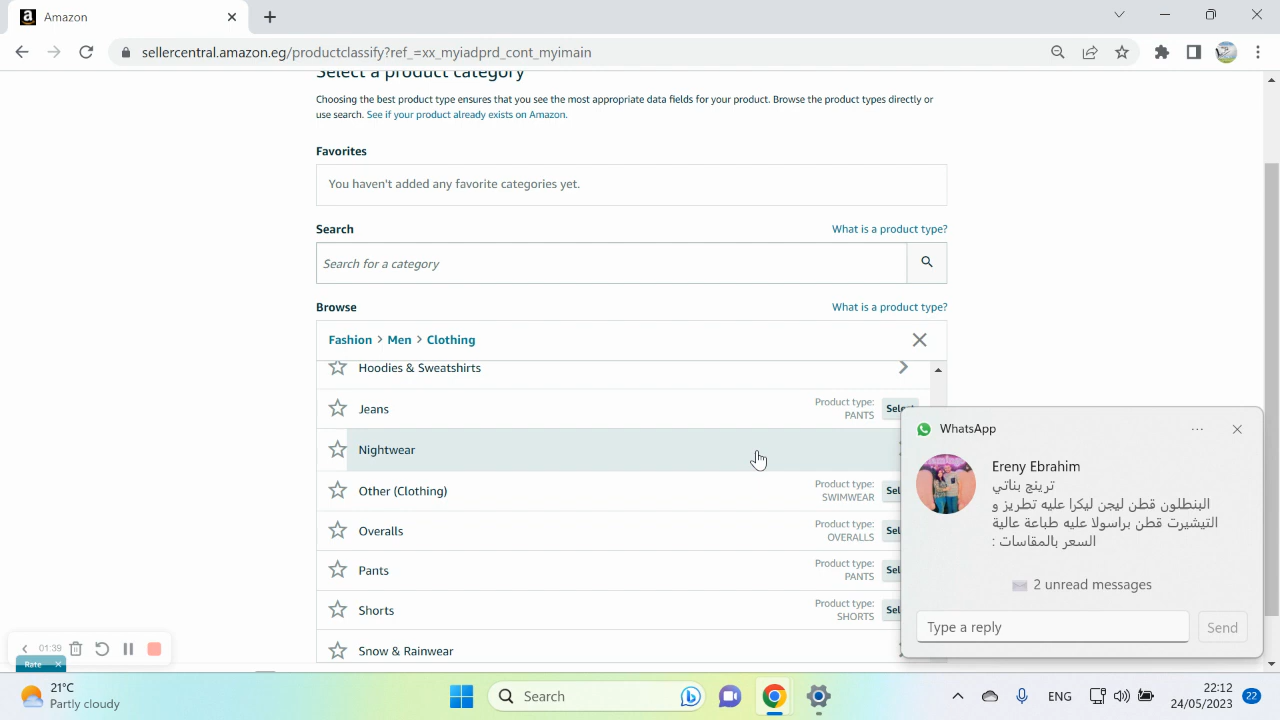 Amazon
sellercentral.amazon.eg/productclassify?ref_=xx_myiadprd_cont_myimain
Select a product category
Choosing the best product type ensures that you see the most appropriate data fields for your product. Browse the product types directly or
use search. See if your product already exists on Amazon.
Favorites
You haven't added any favorite categories yet.
Search
What is a product type?
Search for a category
Browse
What is a product type?
Fashion > Men > Clothing
Hoodies & Sweatshirts
Jeans
Product type:
PANTS
Select
Nightwear
Other (Clothing)
Product type:
SWIMWEAR
Sel
Overalls
Product type:
OVERALLS
Sel
Pants
Product type:
PANTS
Sel
Shorts
Product type:
SHORTS
Sel
Snow & Rainwear
WhatsApp
Ereny Ebrahim
ترينج بناتي
البنطلون قطن ليجن ليكرا عليه تطريز و
التيشيرت قطن براسولا عليه طباعة عالية
السعر بالمقاسات :
2 unread messages
Type a reply
Send
01:39
Rate
21°C
Partly cloudy
Search
ENG
22:12
24/05/2023
22